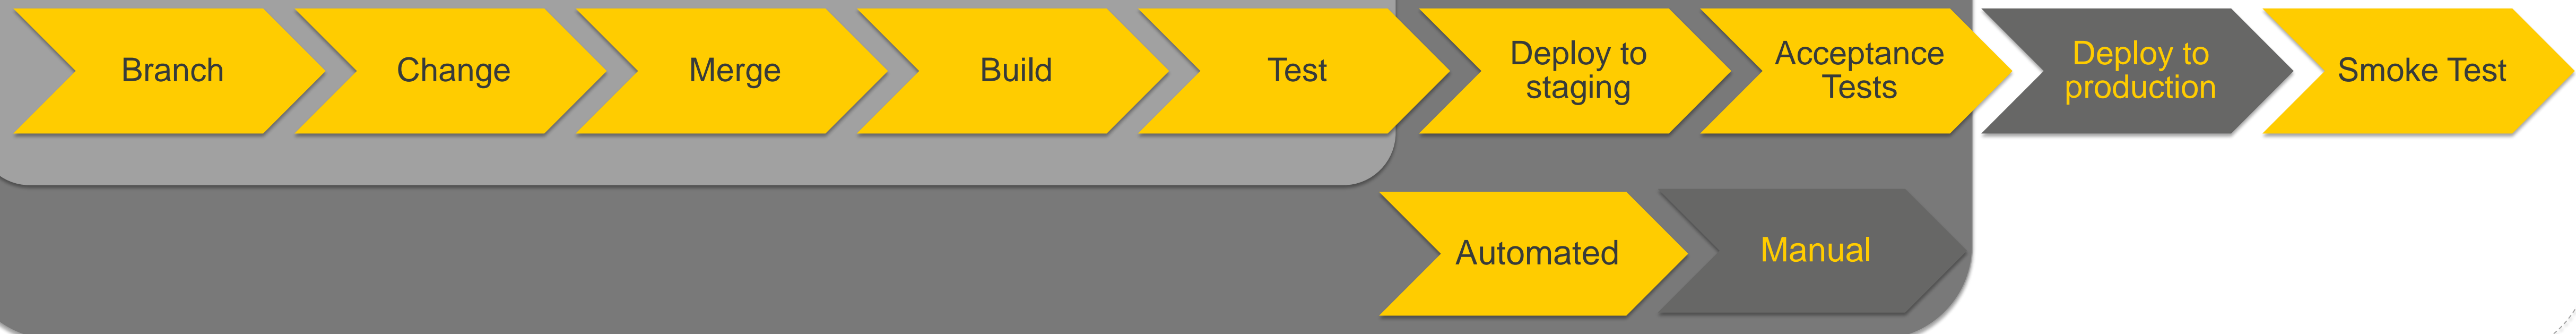 Branch
Change
Merge
Build
Test
Deploy to
staging
Acceptance
Tests
Deploy to
production
Smoke Test
Automated
Manual